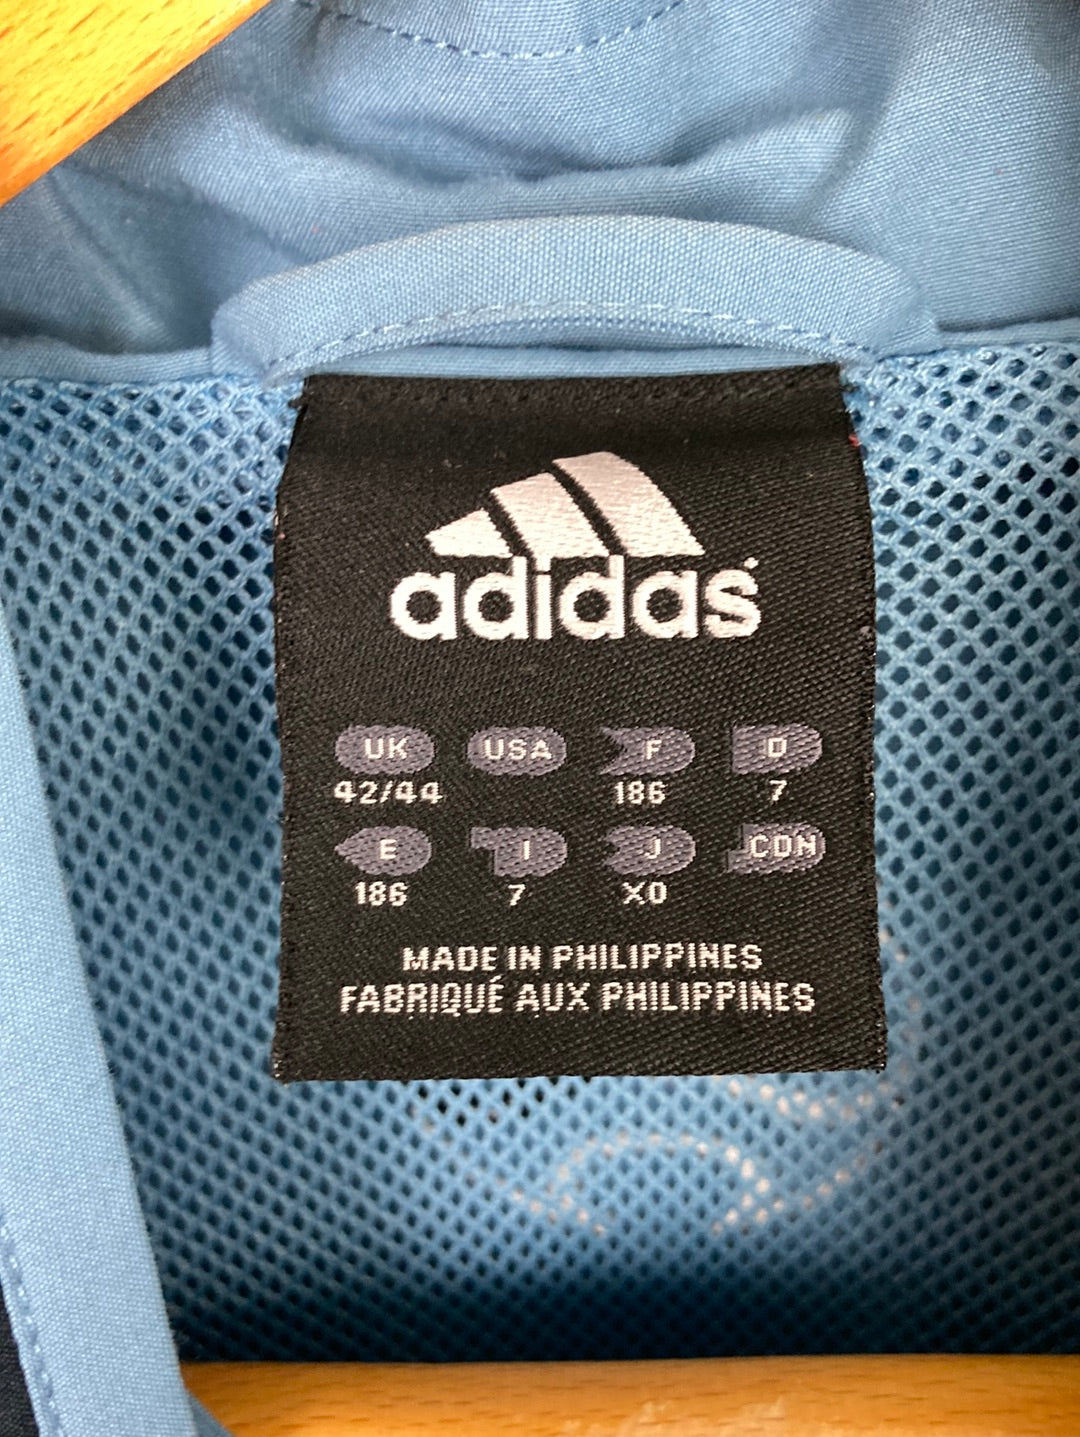 adidas
UK USA F D
42/44 186 7
E I J CDN
186 7 XO
MADE IN PHILIPPINES
FABRIQUÉ AUX PHILIPPINES